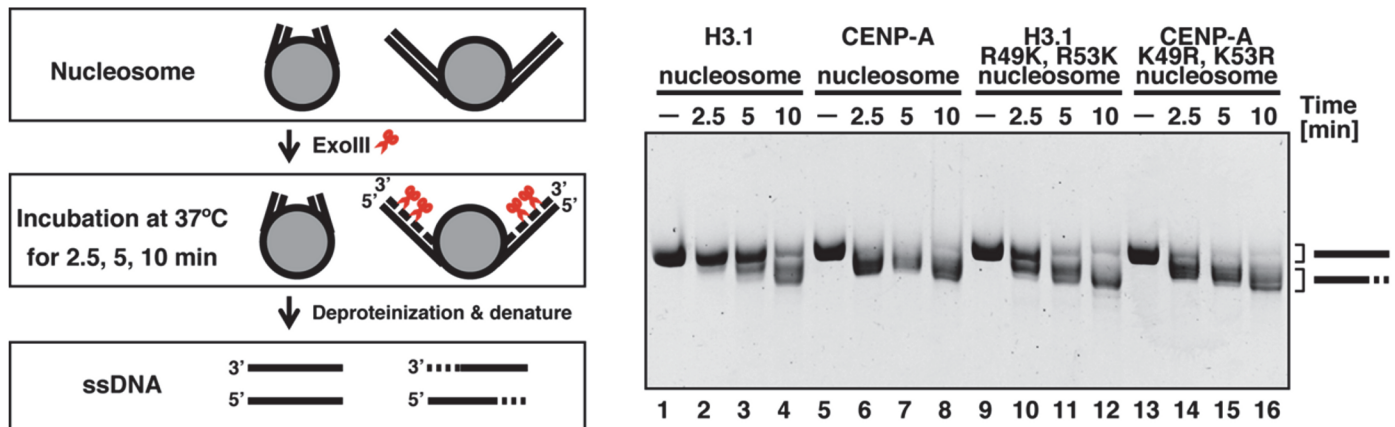 Nucleosome
ExoIII
Incubation at 37ºC
for 2.5, 5, 10 min
3’
5’
3’
5’
Deproteinization & denature
ssDNA
3’
5’
3’
5’
H3.1
nucleosome
CENP-A
nucleosome
H3.1
R49K, R53K
nucleosome
CENP-A
K49R, K53R
nucleosome
– 2.5 5 10 – 2.5 5 10 – 2.5 5 10 – 2.5 5 10
Time
[min]
1 2 3 4 5 6 7 8 9 10 11 12 13 14 15 16